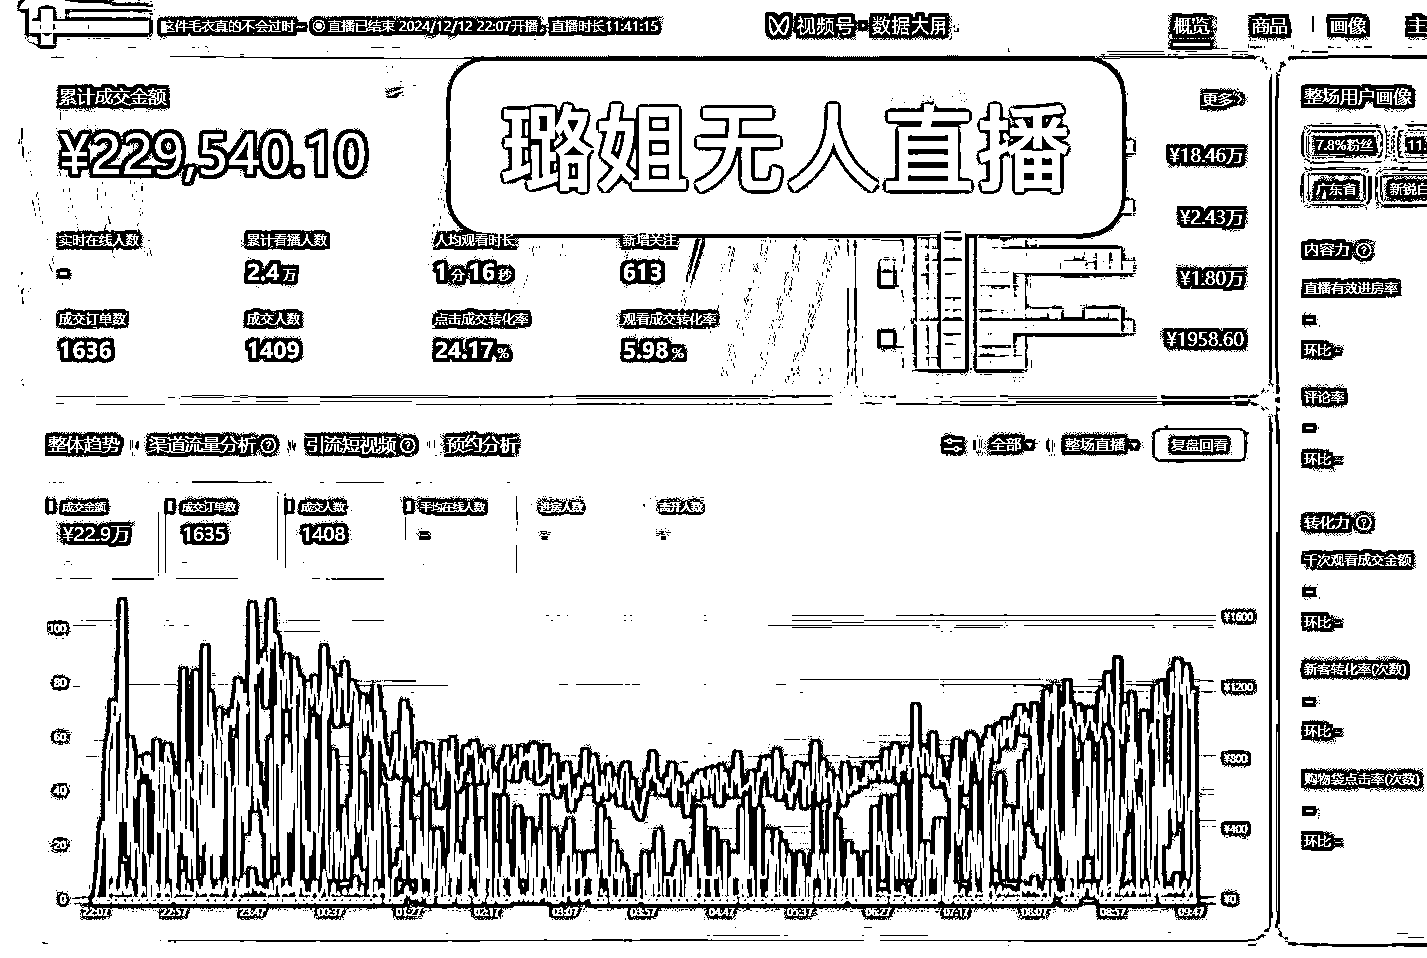 这件毛衣真的不会过时~ 直播已结束 2024/12/12 22:07开播，直播时长11:41:15
视频号·数据大屏
概览 商品 | 画像 主
累计成交金额
¥229,540.10
璐姐无人直播
更多
¥18.46万
¥2.43万
¥1.80万
¥1958.60
实时在线人数 累计看播人数 人均观看时长 新增关注
- 2.4万 1分16秒 613
成交订单数 成交人数 点击成交转化率 观看成交转化率
1636 1409 24.17% 5.98%
整体趋势 渠道流量分析 引流短视频 预约分析
全部 整场直播 复盘回看
成交金额 成交订单数 成交人数 平均在线人数 进房人数 离开人数
¥22.9万 1635 1408 - - -
100 80 60 40 20 0
¥1600 ¥1200 ¥800 ¥400 ¥0
22:07 22:57 23:47 00:37 01:27 02:17 03:07 03:57 04:47 05:37 06:27 07:17 08:07 08:57 09:47
整场用户画像
7.8%粉丝 11.
广东省 新锐白
内容力
直播有效进房率
-
环比 -
评论率
-
环比 -
转化力
千次观看成交金额
-
环比 -
新客转化率(次数)
-
环比 -
购物袋点击率(次数)
-
环比 -